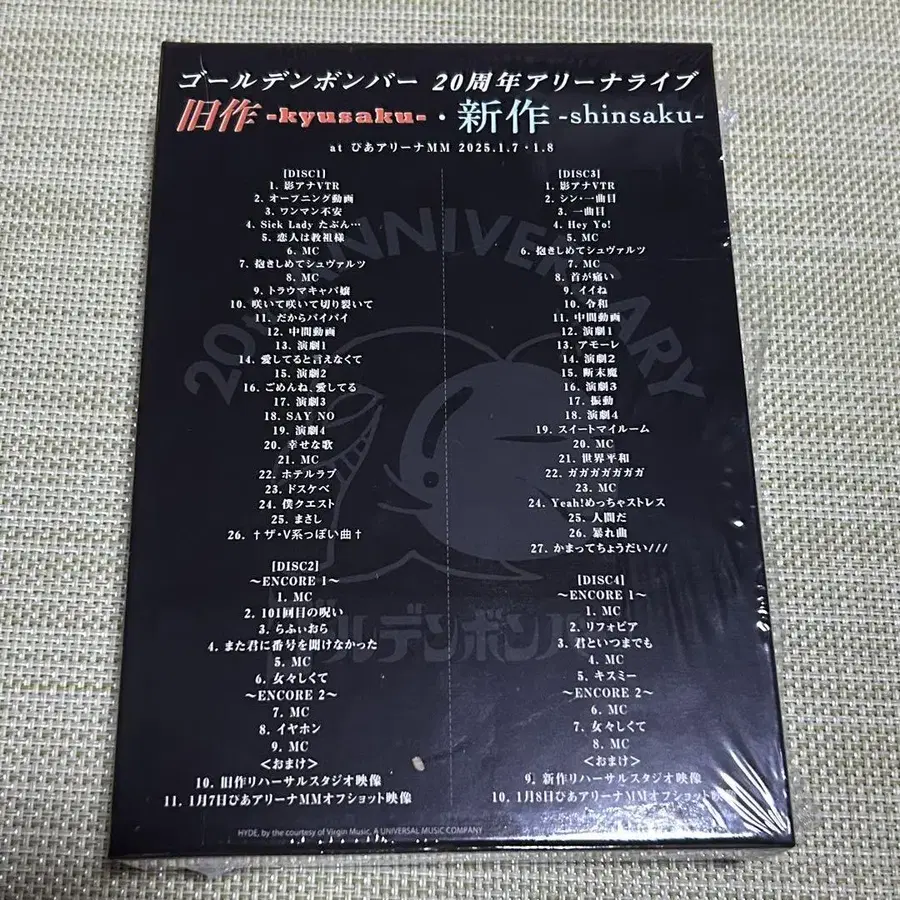 ゴールデンボンバー 20周年アリーナライブ
旧作 -kyusaku- ・ 新作 -shinsaku-
at ぴあアリーナMM 2025.1.7・1.8
[DISC1]
1. 影アナVTR
2. オープニング動画
3. ワンマン不安
4. Sick Lady たぶん…
5. 恋人は教祖様
6. MC
7. 抱きしめてシュヴァルツ
8. MC
9. トラウマキャバ嬢
10. 咲いて咲いて切り裂いて
11. だからバイバイ
12. 中間動画
13. 演劇1
14. 愛してると言えなくて
15. 演劇2
16. ごめんね、愛してる
17. 演劇3
18. SAY NO
19. 演劇4
20. 幸せな歌
21. MC
22. ホテルラブ
23. ドスケベ
24. 僕クエスト
25. まさし
26. †ザ・V系っぽい曲†
[DISC2]
～ENCORE 1～
1. MC
2. 101回目の呪い
3. らふぃおら
4. また君に番号を聞けなかった
5. MC
6. 女々しくて
～ENCORE 2～
7. MC
8. イヤホン
9. MC
＜おまけ＞
10. 旧作リハーサルスタジオ映像
11. 1月7日ぴあアリーナMMオフショット映像
[DISC3]
1. 影アナVTR
2. シン・一曲目
3. 一曲目
4. Hey Yo!
5. MC
6. 抱きしめてシュヴァルツ
7. MC
8. 首が痛い
9. イイね
10. 令和
11. 中間動画
12. 演劇1
13. アモーレ
14. 演劇2
15. 断末魔
16. 演劇3
17. 振動
18. 演劇4
19. スイートマイルーム
20. MC
21. 世界平和
22. ガガガガガガガ
23. MC
24. Yeah!めっちゃストレス
25. 人間だ
26. 暴れ曲
27. かまってちょうだい///
[DISC4]
～ENCORE 1～
1. MC
2. リフォビア
3. 君といつまでも
4. MC
5. キスミー
～ENCORE 2～
6. MC
7. 女々しくて
8. MC
＜おまけ＞
9. 新作リハーサルスタジオ映像
10. 1月8日ぴあアリーナMMオフショット映像
20th ANNIVERSARY
ゴールデンボンバー
HYDE, by the courtesy of Virgin Music, A UNIVERSAL MUSIC COMPANY